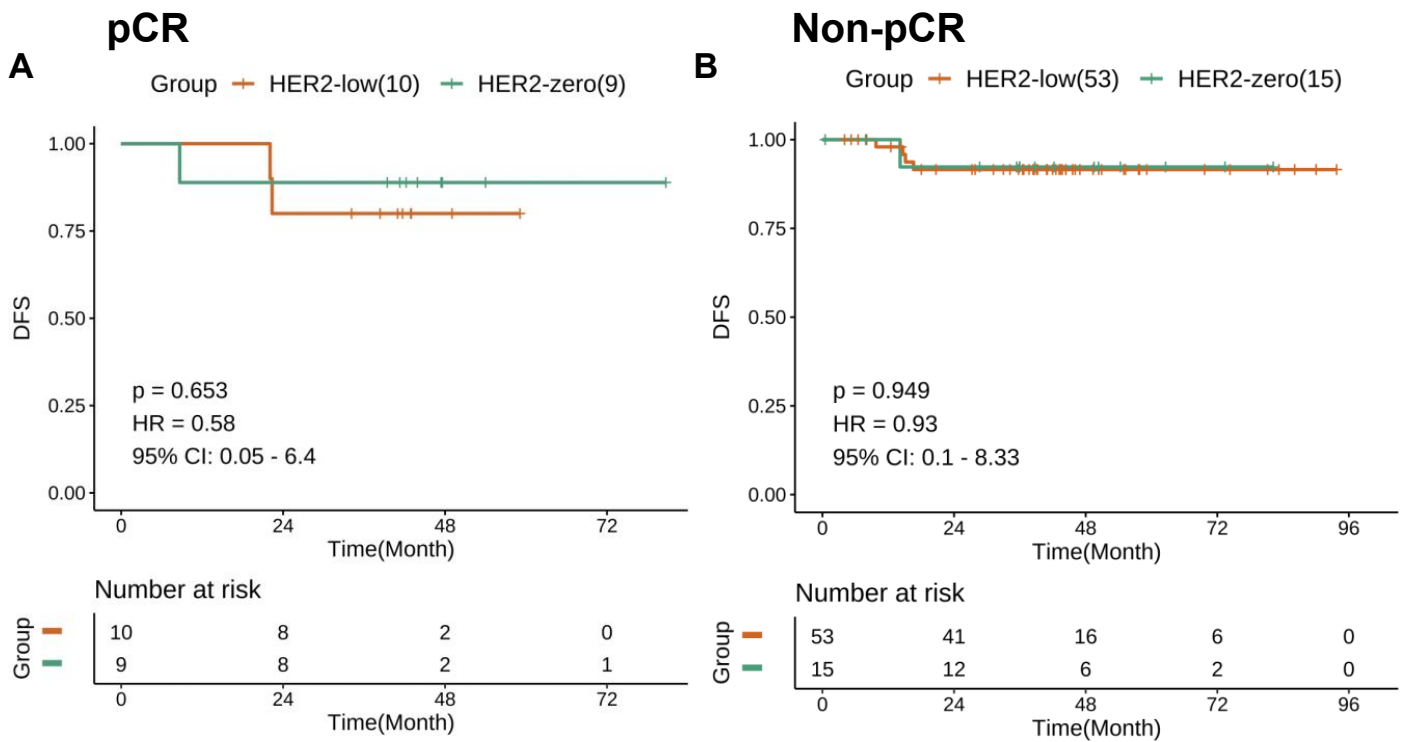 pCR
A
Group HER2-low(10) HER2-zero(9)
1.00
0.75
0.50
0.25
0.00
DFS
p = 0.653
HR = 0.58
95% CI: 0.05 - 6.4
0 24 48 72
Time(Month)
Number at risk
Group
10 8 2 0
9 8 2 1
0 24 48 72
Time(Month)
Non-pCR
B
Group HER2-low(53) HER2-zero(15)
1.00
0.75
0.50
0.25
0.00
DFS
p = 0.949
HR = 0.93
95% CI: 0.1 - 8.33
0 24 48 72 96
Time(Month)
Number at risk
Group
53 41 16 6 0
15 12 6 2 0
0 24 48 72 96
Time(Month)